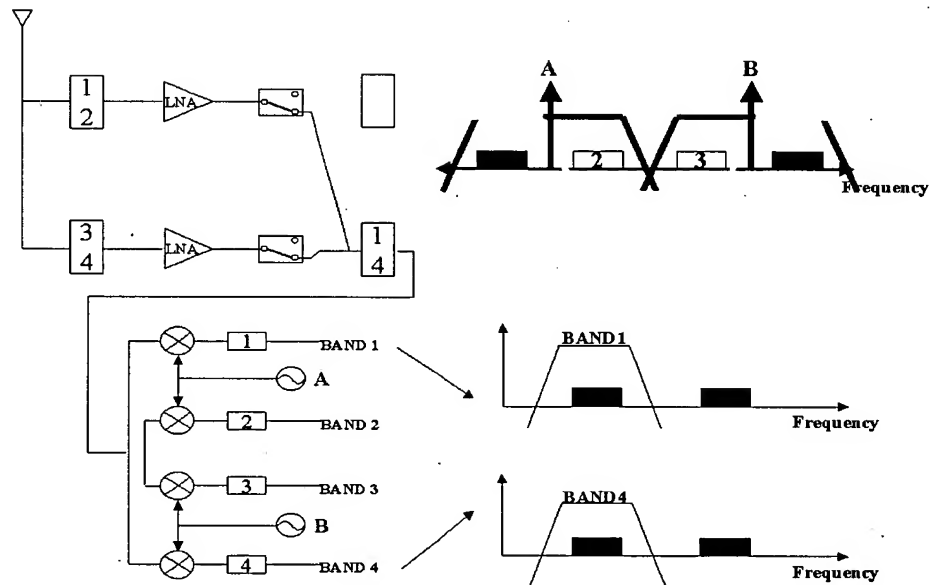 1
2
LNA
A
B
2
3
Frequency
3
4
LNA
1
4
1
BAND 1
A
2
BAND 2
3
BAND 3
B
4
BAND 4
BAND1
Frequency
BAND4
Frequency